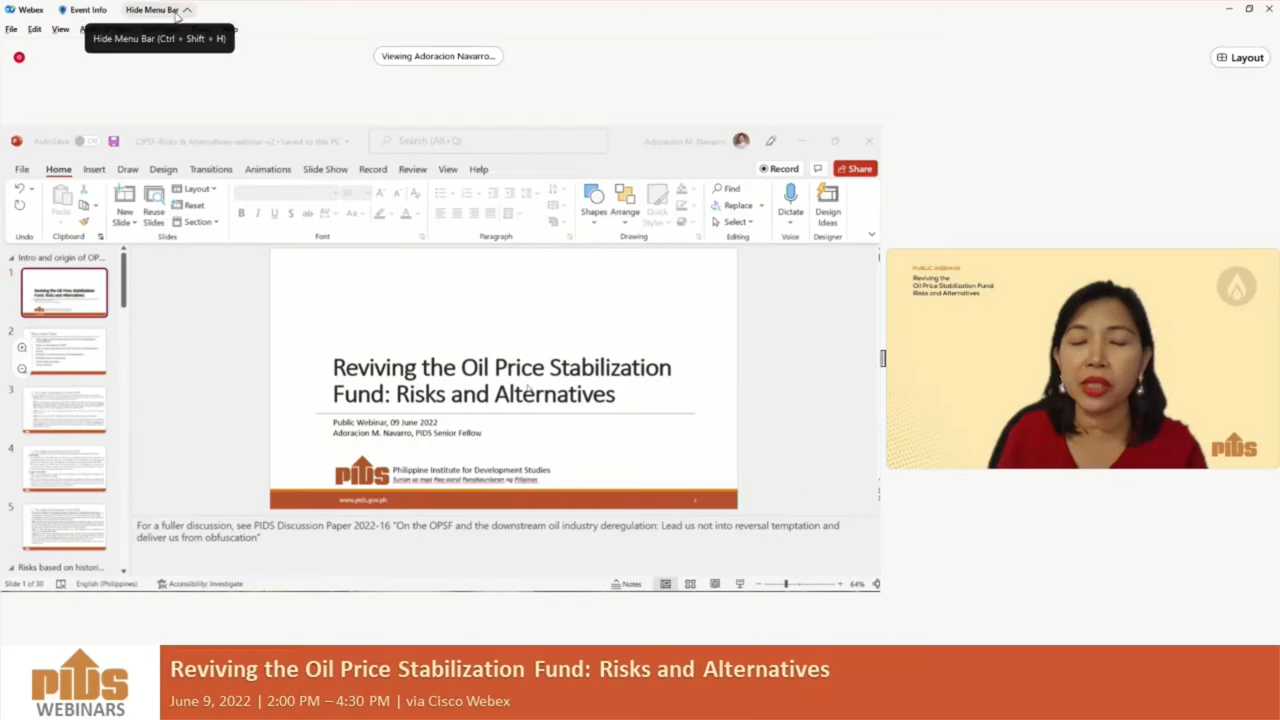 Webex
Event Info
Hide Menu Bar
File
Edit
View
Hide Menu Bar (Ctrl + Shift + H)
Viewing Adoracion Navarro...
Layout
AutoSave
Off
OPSF-Risks & Alternatives-webinar-v2 • Saved to this PC
Search (Alt+Q)
Adoracion M. Navarro
File
Home
Insert
Draw
Design
Transitions
Animations
Slide Show
Record
Review
View
Help
Record
Share
Paste
New
Slide
Reuse
Slides
Layout
Reset
Section
Shapes
Arrange
Quick
Styles
Find
Replace
Select
Dictate
Design
Ideas
Undo
Clipboard
Slides
Font
Paragraph
Drawing
Editing
Voice
Designer
Intro and origin of OP...
1
2
3
4
5
Risks based on histori...
Reviving the Oil Price Stabilization
Fund: Risks and Alternatives
Public Webinar, 09 June 2022
Adoracion M. Navarro, PIDS Senior Fellow
PIDS
Philippine Institute for Development Studies
Surian sa mga Pag-aaral Pangkaunlaran ng Pilipinas
www.pids.gov.ph
1
For a fuller discussion, see PIDS Discussion Paper 2022-16 "On the OPSF and the downstream oil industry deregulation: Lead us not into reversal temptation and
deliver us from obfuscation"
Slide 1 of 30
English (Philippines)
Accessibility: Investigate
Notes
64%
PUBLIC WEBINAR
Reviving the
Oil Price Stabilization Fund:
Risks and Alternatives
PIDS
PIDS
WEBINARS
Reviving the Oil Price Stabilization Fund: Risks and Alternatives
June 9, 2022 | 2:00 PM – 4:30 PM | via Cisco Webex